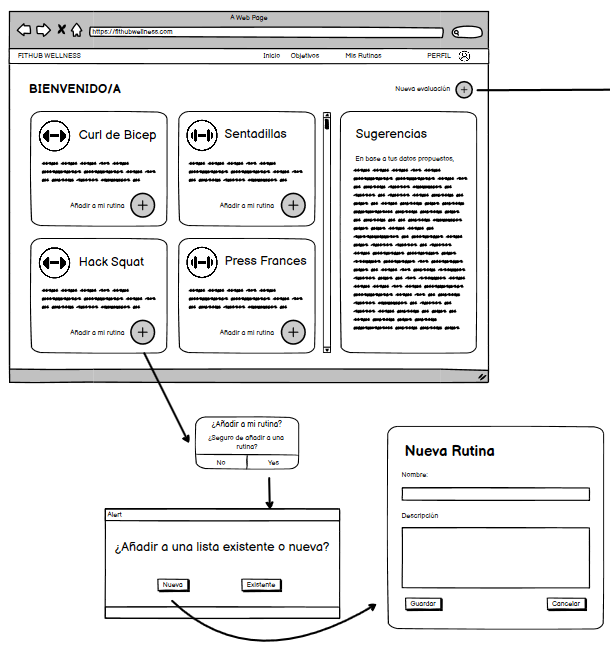 A Web Page
https://fithubwellness.com
FITHUB WELLNESS
Inicio
Objetivos
Mis Rutinas
PERFIL
BIENVENIDO/A
Nueva evaluación
Curl de Bicep
Añadir a mi rutina
Sentadillas
Añadir a mi rutina
Sugerencias
En base a tus datos propuestos,
Hack Squat
Añadir a mi rutina
Press Frances
Añadir a mi rutina
¿Añadir a mi rutina?
¿Seguro de añadir a una
rutina?
No
Yes
Alert
¿Añadir a una lista existente o nueva?
Nueva
Existente
Nueva Rutina
Nombre:
Descripción
Guardar
Cancelar